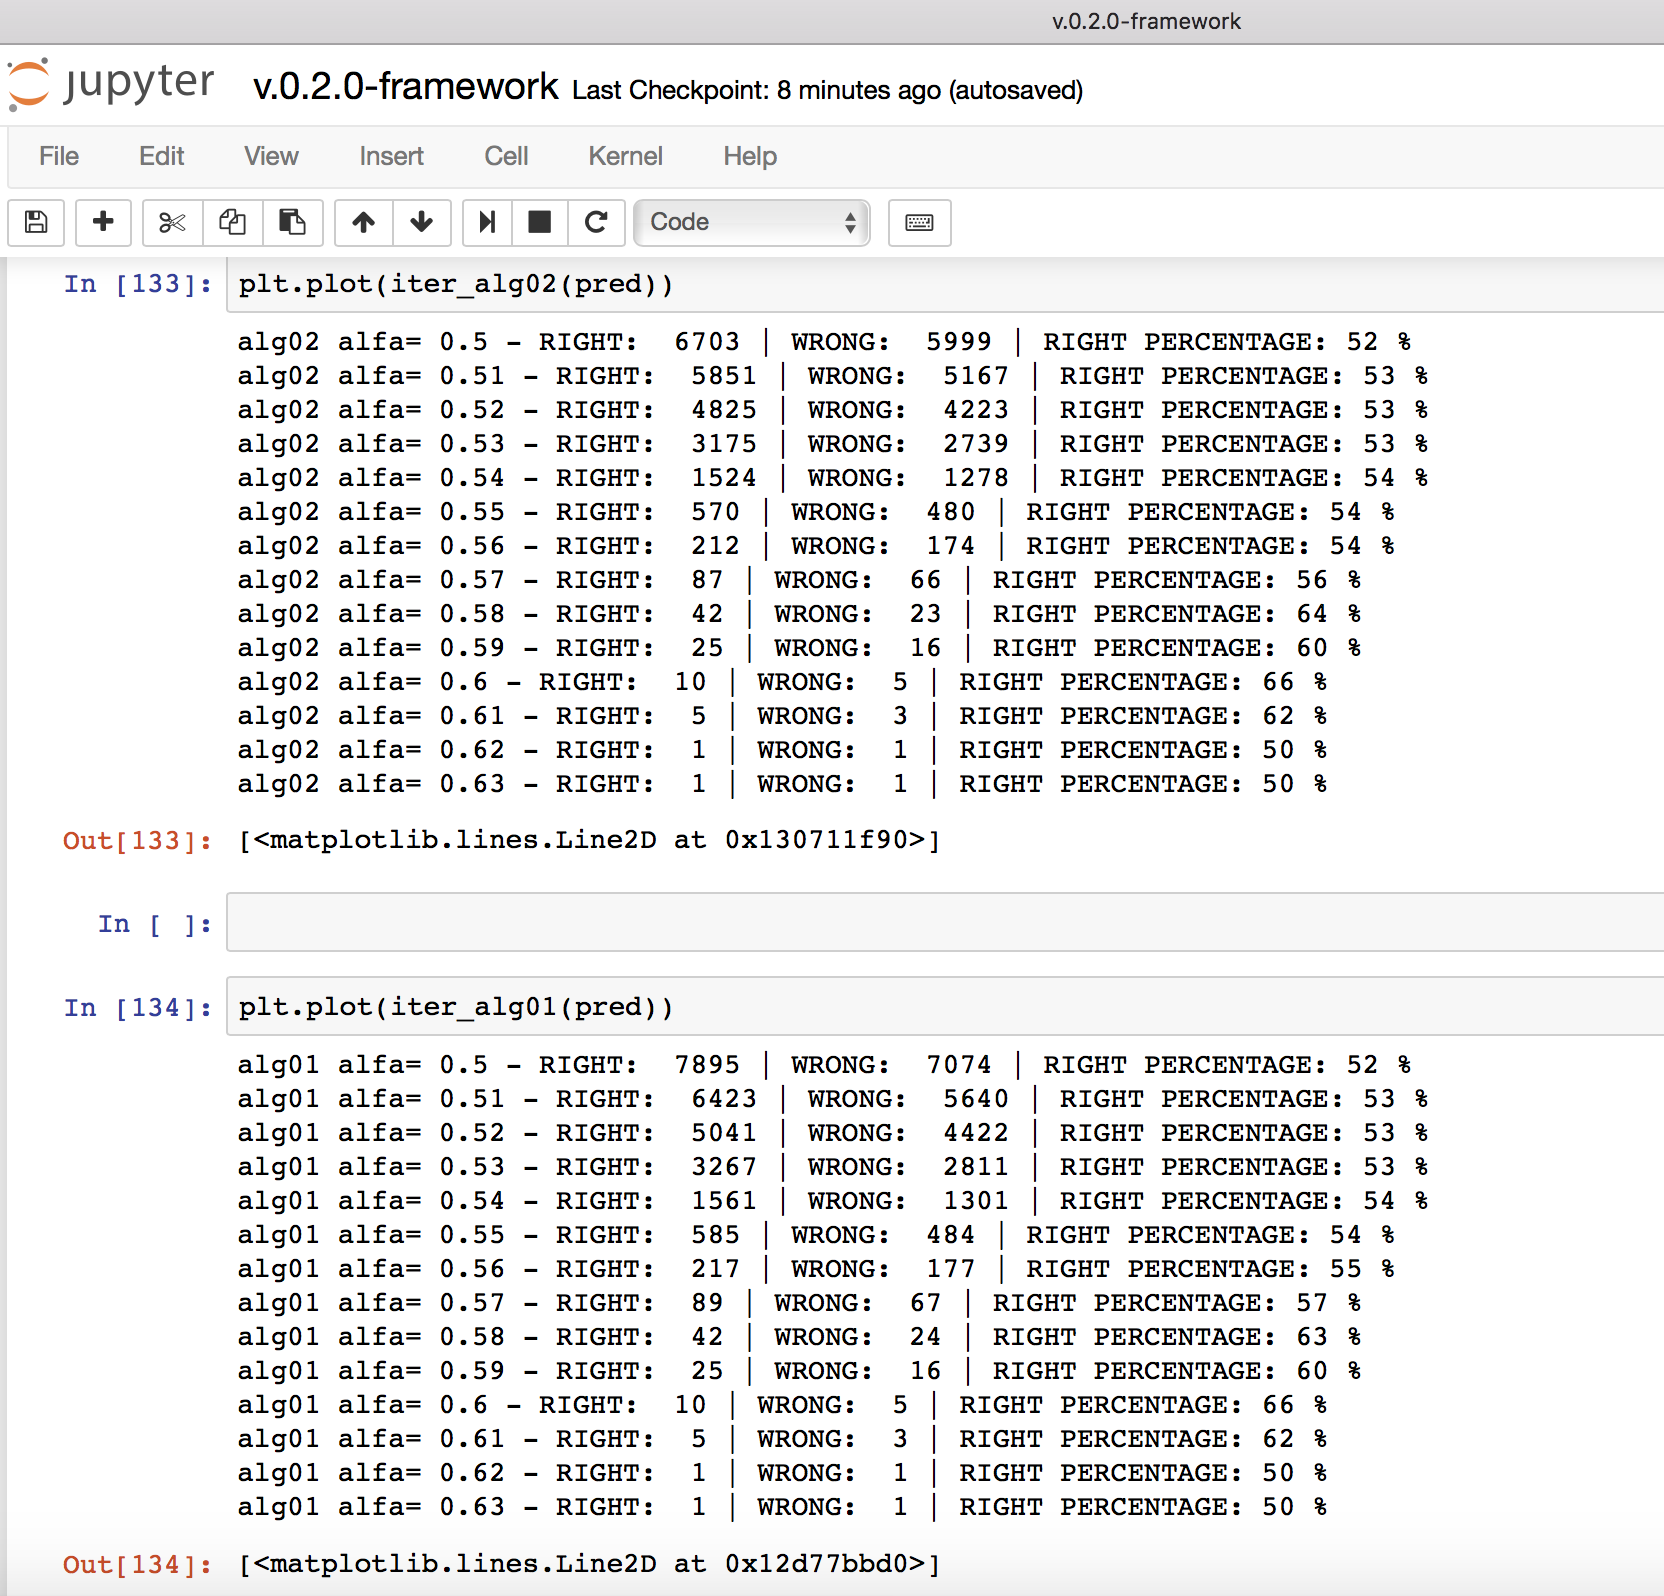 v.0.2.0-framework
jupyter v.0.2.0-framework Last Checkpoint: 8 minutes ago (autosaved)
File Edit View Insert Cell Kernel Help
Code
In [133]: plt.plot(iter_alg02(pred))
alg02 alfa= 0.5 - RIGHT: 6703 | WRONG: 5999 | RIGHT PERCENTAGE: 52 %
alg02 alfa= 0.51 - RIGHT: 5851 | WRONG: 5167 | RIGHT PERCENTAGE: 53 %
alg02 alfa= 0.52 - RIGHT: 4825 | WRONG: 4223 | RIGHT PERCENTAGE: 53 %
alg02 alfa= 0.53 - RIGHT: 3175 | WRONG: 2739 | RIGHT PERCENTAGE: 53 %
alg02 alfa= 0.54 - RIGHT: 1524 | WRONG: 1278 | RIGHT PERCENTAGE: 54 %
alg02 alfa= 0.55 - RIGHT: 570 | WRONG: 480 | RIGHT PERCENTAGE: 54 %
alg02 alfa= 0.56 - RIGHT: 212 | WRONG: 174 | RIGHT PERCENTAGE: 54 %
alg02 alfa= 0.57 - RIGHT: 87 | WRONG: 66 | RIGHT PERCENTAGE: 56 %
alg02 alfa= 0.58 - RIGHT: 42 | WRONG: 23 | RIGHT PERCENTAGE: 64 %
alg02 alfa= 0.59 - RIGHT: 25 | WRONG: 16 | RIGHT PERCENTAGE: 60 %
alg02 alfa= 0.6 - RIGHT: 10 | WRONG: 5 | RIGHT PERCENTAGE: 66 %
alg02 alfa= 0.61 - RIGHT: 5 | WRONG: 3 | RIGHT PERCENTAGE: 62 %
alg02 alfa= 0.62 - RIGHT: 1 | WRONG: 1 | RIGHT PERCENTAGE: 50 %
alg02 alfa= 0.63 - RIGHT: 1 | WRONG: 1 | RIGHT PERCENTAGE: 50 %
Out[133]: [<matplotlib.lines.Line2D at 0x130711f90>]
In [ ]:
In [134]: plt.plot(iter_alg01(pred))
alg01 alfa= 0.5 - RIGHT: 7895 | WRONG: 7074 | RIGHT PERCENTAGE: 52 %
alg01 alfa= 0.51 - RIGHT: 6423 | WRONG: 5640 | RIGHT PERCENTAGE: 53 %
alg01 alfa= 0.52 - RIGHT: 5041 | WRONG: 4422 | RIGHT PERCENTAGE: 53 %
alg01 alfa= 0.53 - RIGHT: 3267 | WRONG: 2811 | RIGHT PERCENTAGE: 53 %
alg01 alfa= 0.54 - RIGHT: 1561 | WRONG: 1301 | RIGHT PERCENTAGE: 54 %
alg01 alfa= 0.55 - RIGHT: 585 | WRONG: 484 | RIGHT PERCENTAGE: 54 %
alg01 alfa= 0.56 - RIGHT: 217 | WRONG: 177 | RIGHT PERCENTAGE: 55 %
alg01 alfa= 0.57 - RIGHT: 89 | WRONG: 67 | RIGHT PERCENTAGE: 57 %
alg01 alfa= 0.58 - RIGHT: 42 | WRONG: 24 | RIGHT PERCENTAGE: 63 %
alg01 alfa= 0.59 - RIGHT: 25 | WRONG: 16 | RIGHT PERCENTAGE: 60 %
alg01 alfa= 0.6 - RIGHT: 10 | WRONG: 5 | RIGHT PERCENTAGE: 66 %
alg01 alfa= 0.61 - RIGHT: 5 | WRONG: 3 | RIGHT PERCENTAGE: 62 %
alg01 alfa= 0.62 - RIGHT: 1 | WRONG: 1 | RIGHT PERCENTAGE: 50 %
alg01 alfa= 0.63 - RIGHT: 1 | WRONG: 1 | RIGHT PERCENTAGE: 50 %
Out[134]: [<matplotlib.lines.Line2D at 0x12d77bbd0>]